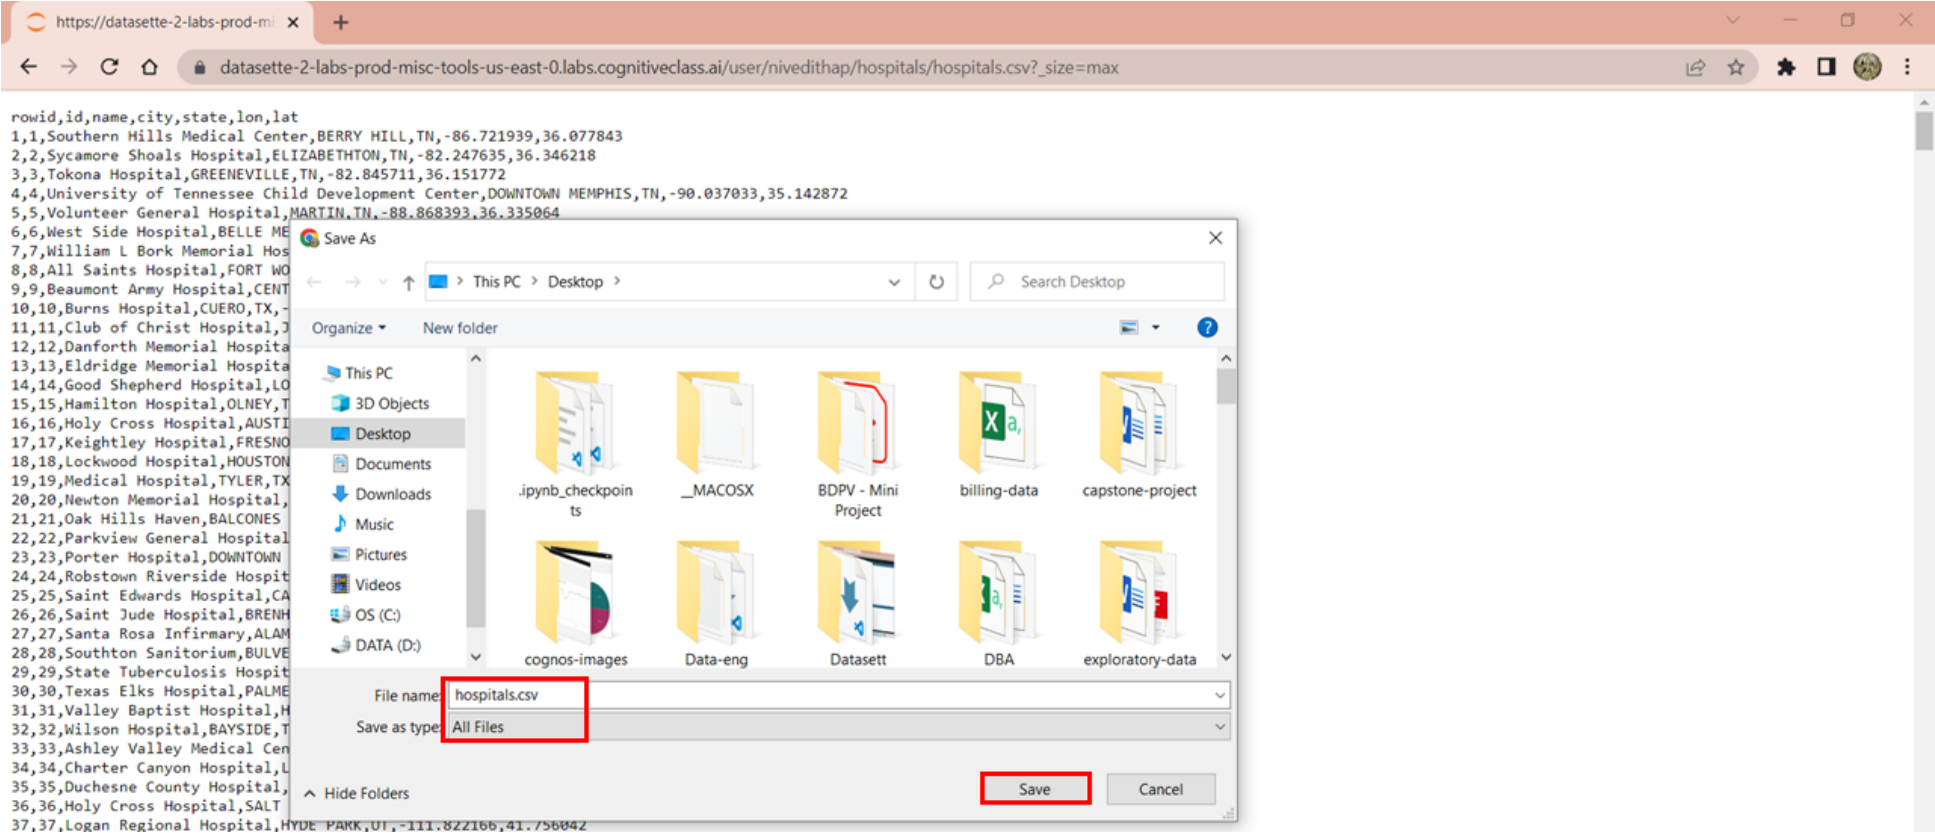 https://datasette-2-labs-prod-mi
datasette-2-labs-prod-misc-tools-us-east-0.labs.cognitiveclass.ai/user/nivedithap/hospitals/hospitals.csv?_size=max
rowid,id,name,city,state,lon,lat
1,1,Southern Hills Medical Center,BERRY HILL,TN,-86.721939,36.077843
2,2,Sycamore Shoals Hospital,ELIZABETHTON,TN,-82.247635,36.346218
3,3,Tokona Hospital,GREENEVILLE,TN,-82.845711,36.151772
4,4,University of Tennessee Child Development Center,DOWNTOWN MEMPHIS,TN,-90.037033,35.142872
5,5,Volunteer General Hospital,MARTIN,TN,-88.868393,36.335064
6,6,West Side Hospital,BELLE ME
7,7,William L Bork Memorial Hos
8,8,All Saints Hospital,FORT WO
9,9,Beaumont Army Hospital,CENT
10,10,Burns Hospital,CUERO,TX,-
11,11,Club of Christ Hospital,J
12,12,Danforth Memorial Hospita
13,13,Eldridge Memorial Hospita
14,14,Good Shepherd Hospital,LO
15,15,Hamilton Hospital,OLNEY,T
16,16,Holy Cross Hospital,AUSTI
17,17,Keightley Hospital,FRESNO
18,18,Lockwood Hospital,HOUSTON
19,19,Medical Hospital,TYLER,TX
20,20,Newton Memorial Hospital,
21,21,Oak Hills Haven,BALCONES
22,22,Parkview General Hospital
23,23,Porter Hospital,DOWNTOWN
24,24,Robstown Riverside Hospit
25,25,Saint Edwards Hospital,CA
26,26,Saint Jude Hospital,BRENH
27,27,Santa Rosa Infirmary,ALAM
28,28,Southton Sanitorium,BULVE
29,29,State Tuberculosis Hospit
30,30,Texas Elks Hospital,PALME
31,31,Valley Baptist Hospital,H
32,32,Wilson Hospital,BAYSIDE,T
33,33,Ashley Valley Medical Cen
34,34,Charter Canyon Hospital,L
35,35,Duchesne County Hospital,
36,36,Holy Cross Hospital,SALT
37,37,Logan Regional Hospital,HYDE PARK,UT,-111.822166,41.756042
Save As
This PC > Desktop >
Search Desktop
Organize
New folder
This PC
3D Objects
Desktop
Documents
Downloads
Music
Pictures
Videos
OS (C:)
DATA (D:)
.ipynb_checkpoin
ts
__MACOSX
BDPV - Mini
Project
billing-data
capstone-project
cognos-images
Data-eng
Datasett
DBA
exploratory-data
File name:
hospitals.csv
Save as type:
All Files
Hide Folders
Save
Cancel